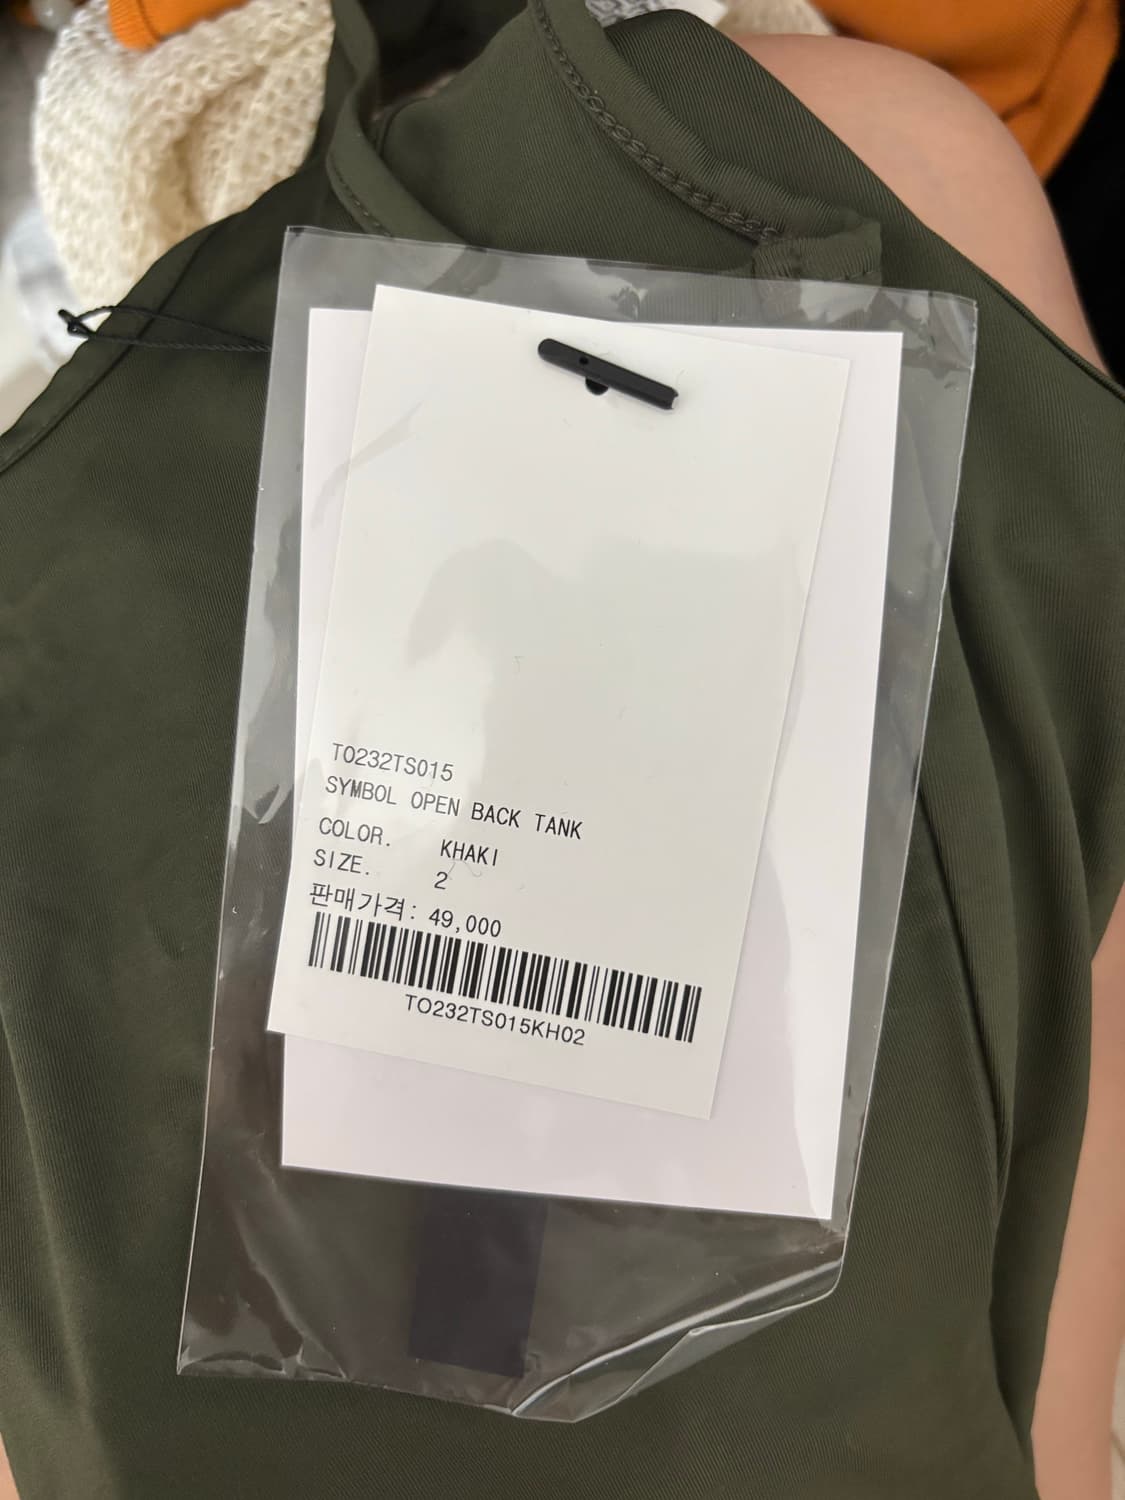 TO232TS015
SYMBOL OPEN BACK TANK
COLOR. KHAKI
SIZE. 2
판매가격: 49,000
TO232TS015KH02